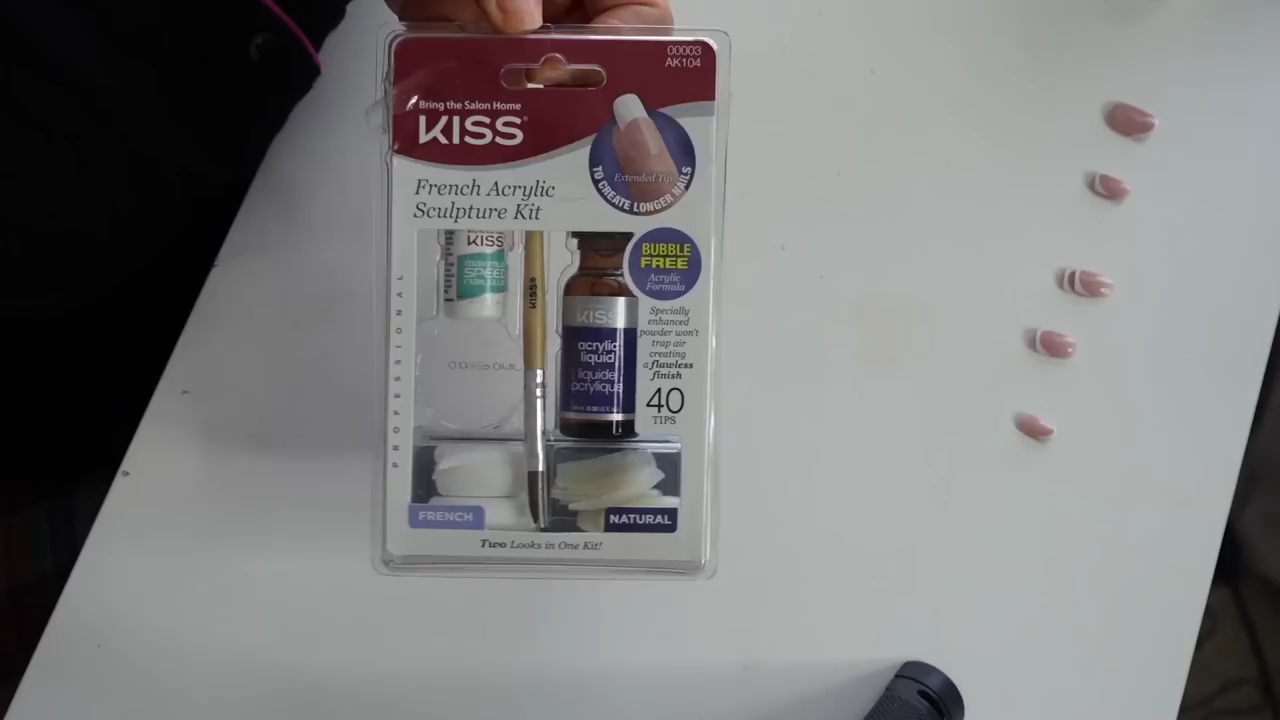 00003
AK104
Bring the Salon Home
KISS®
French Acrylic
Sculpture Kit
Extended Tip
TO CREATE LONGER NAILS
KISS
maximum
SPEED
KISS®
BUBBLE
FREE
Acrylic
Formula
Specially
enhanced
powder won't
trap air
creating
a flawless
finish
40
TIPS
KISS
acrylic
liquid
liquide
acrylique
PROFESSIONAL
FRENCH
NATURAL
Two Looks in One Kit!